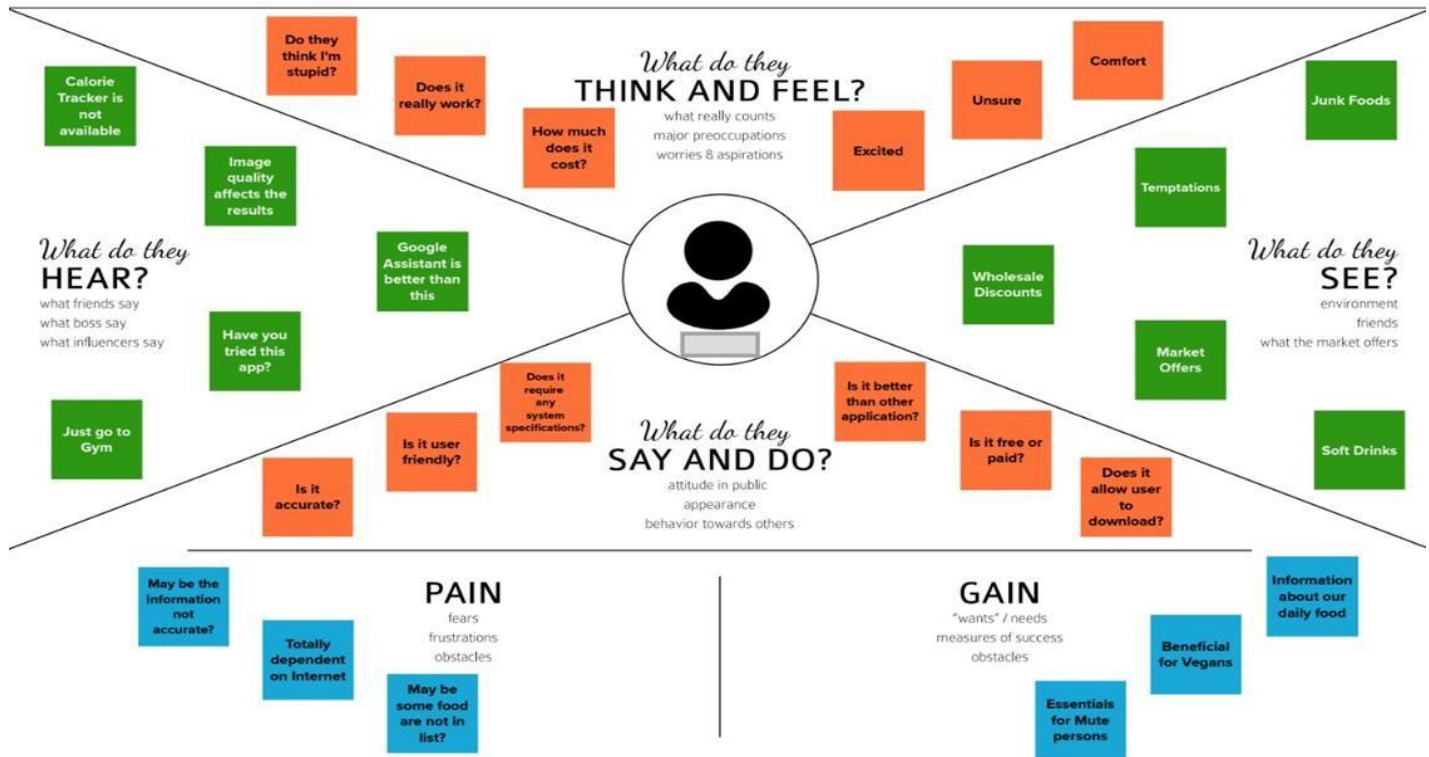 What do they
THINK AND FEEL?
what really counts
major preoccupations
worries & aspirations
Do they
think I'm
stupid?
Does it
really work?
How much
does it
cost?
Excited
Unsure
Comfort
What do they
HEAR?
what friends say
what boss say
what influencers say
Calorie
Tracker is
not
available
Image
quality
affects the
results
Google
Assistant is
better than
this
Have you
tried this
app?
Just go to
Gym
What do they
SEE?
environment
friends
what the market offers
Junk Foods
Temptations
Wholesale
Discounts
Market
Offers
Soft Drinks
What do they
SAY AND DO?
attitude in public
appearance
behavior towards others
Does it
require
any
system
specifications?
Is it user
friendly?
Is it
accurate?
Is it better
than other
application?
Is it free or
paid?
Does it
allow user
to
download?
PAIN
fears
frustrations
obstacles
May be the
information
not
accurate?
Totally
dependent
on Internet
May be
some food
are not in
list?
GAIN
"wants" / needs
measures of success
obstacles
Information
about our
daily food
Beneficial
for Vegans
Essentials
for Mute
persons